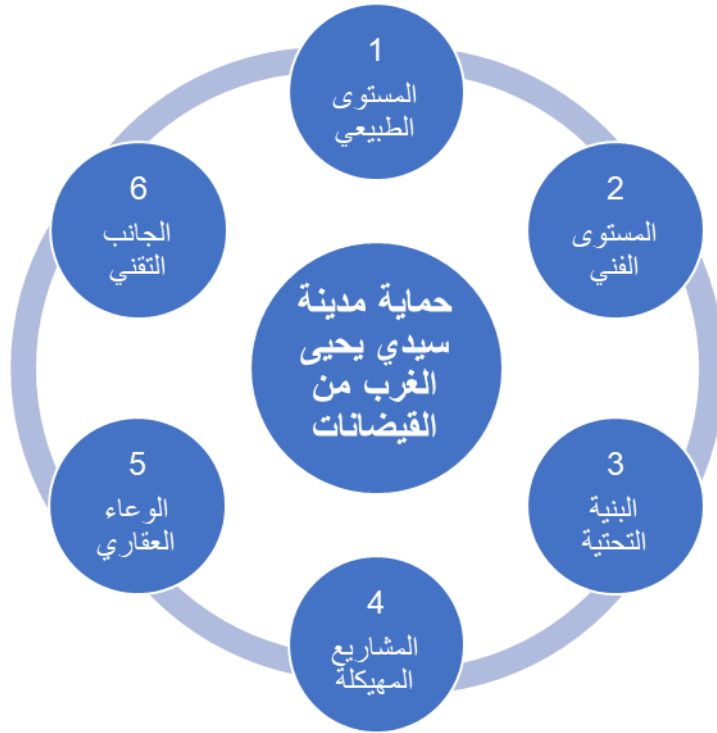 1
المستوى
الطبيعي
2
المستوى
الفني
3
البنية
التحتية
4
المشاريع
المهيكلة
5
الوعاء
العقاري
6
الجانب
التقني
حماية مدينة
سيدي يحيى
الغرب من
القيضانات